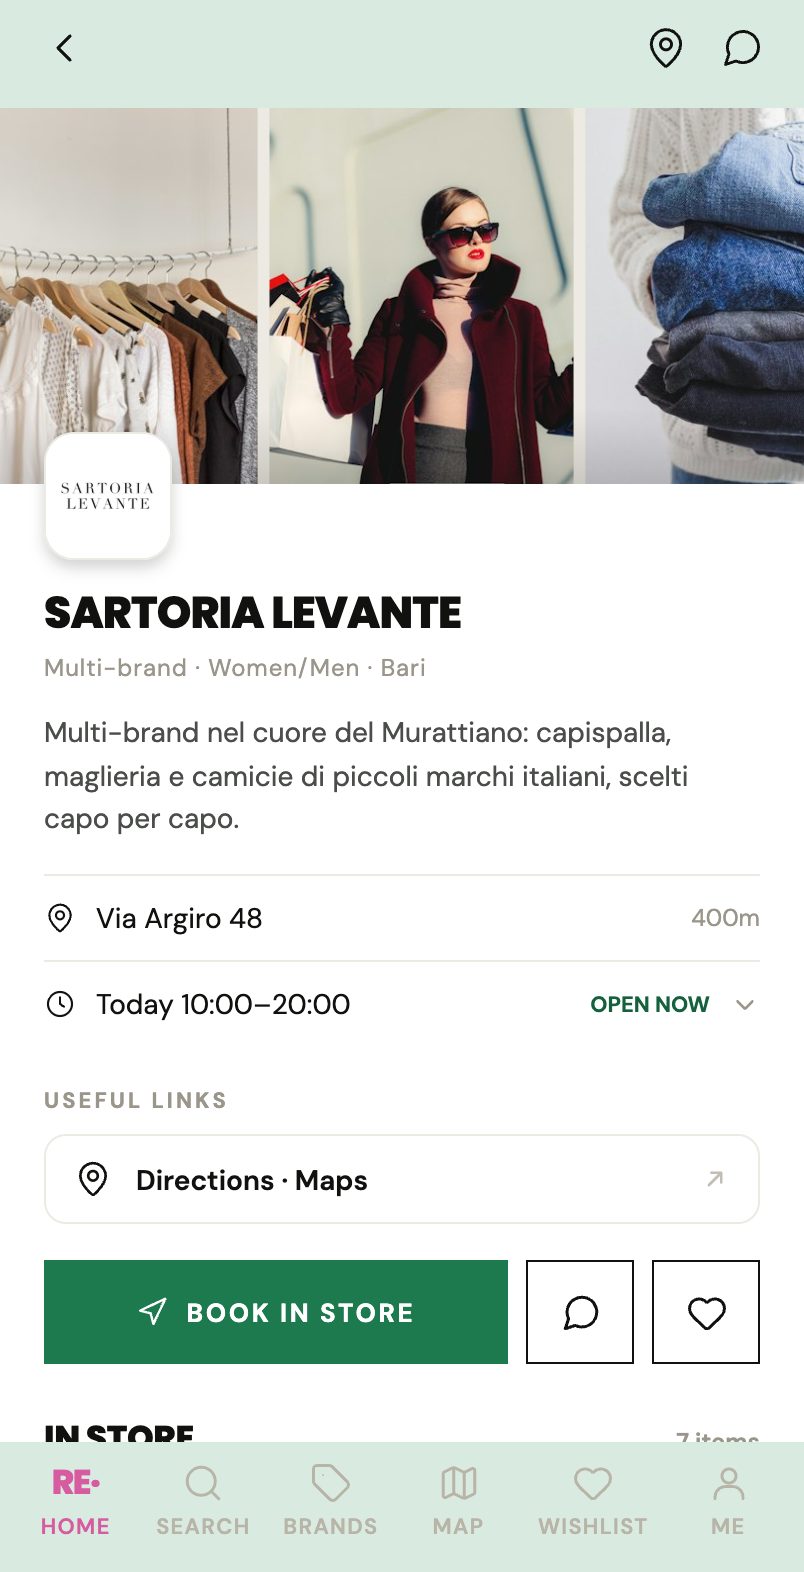 SARTORIA
LEVANTE
SARTORIA LEVANTE
Multi-brand · Women/Men · Bari
Multi-brand nel cuore del Murattiano: capispalla,
maglieria e camicie di piccoli marchi italiani, scelti
capo per capo.
Via Argiro 48
400m
Today 10:00–20:00
OPEN NOW
USEFUL LINKS
Directions · Maps
BOOK IN STORE
IN STORE
7 items
RE·
HOME
SEARCH
BRANDS
MAP
WISHLIST
ME